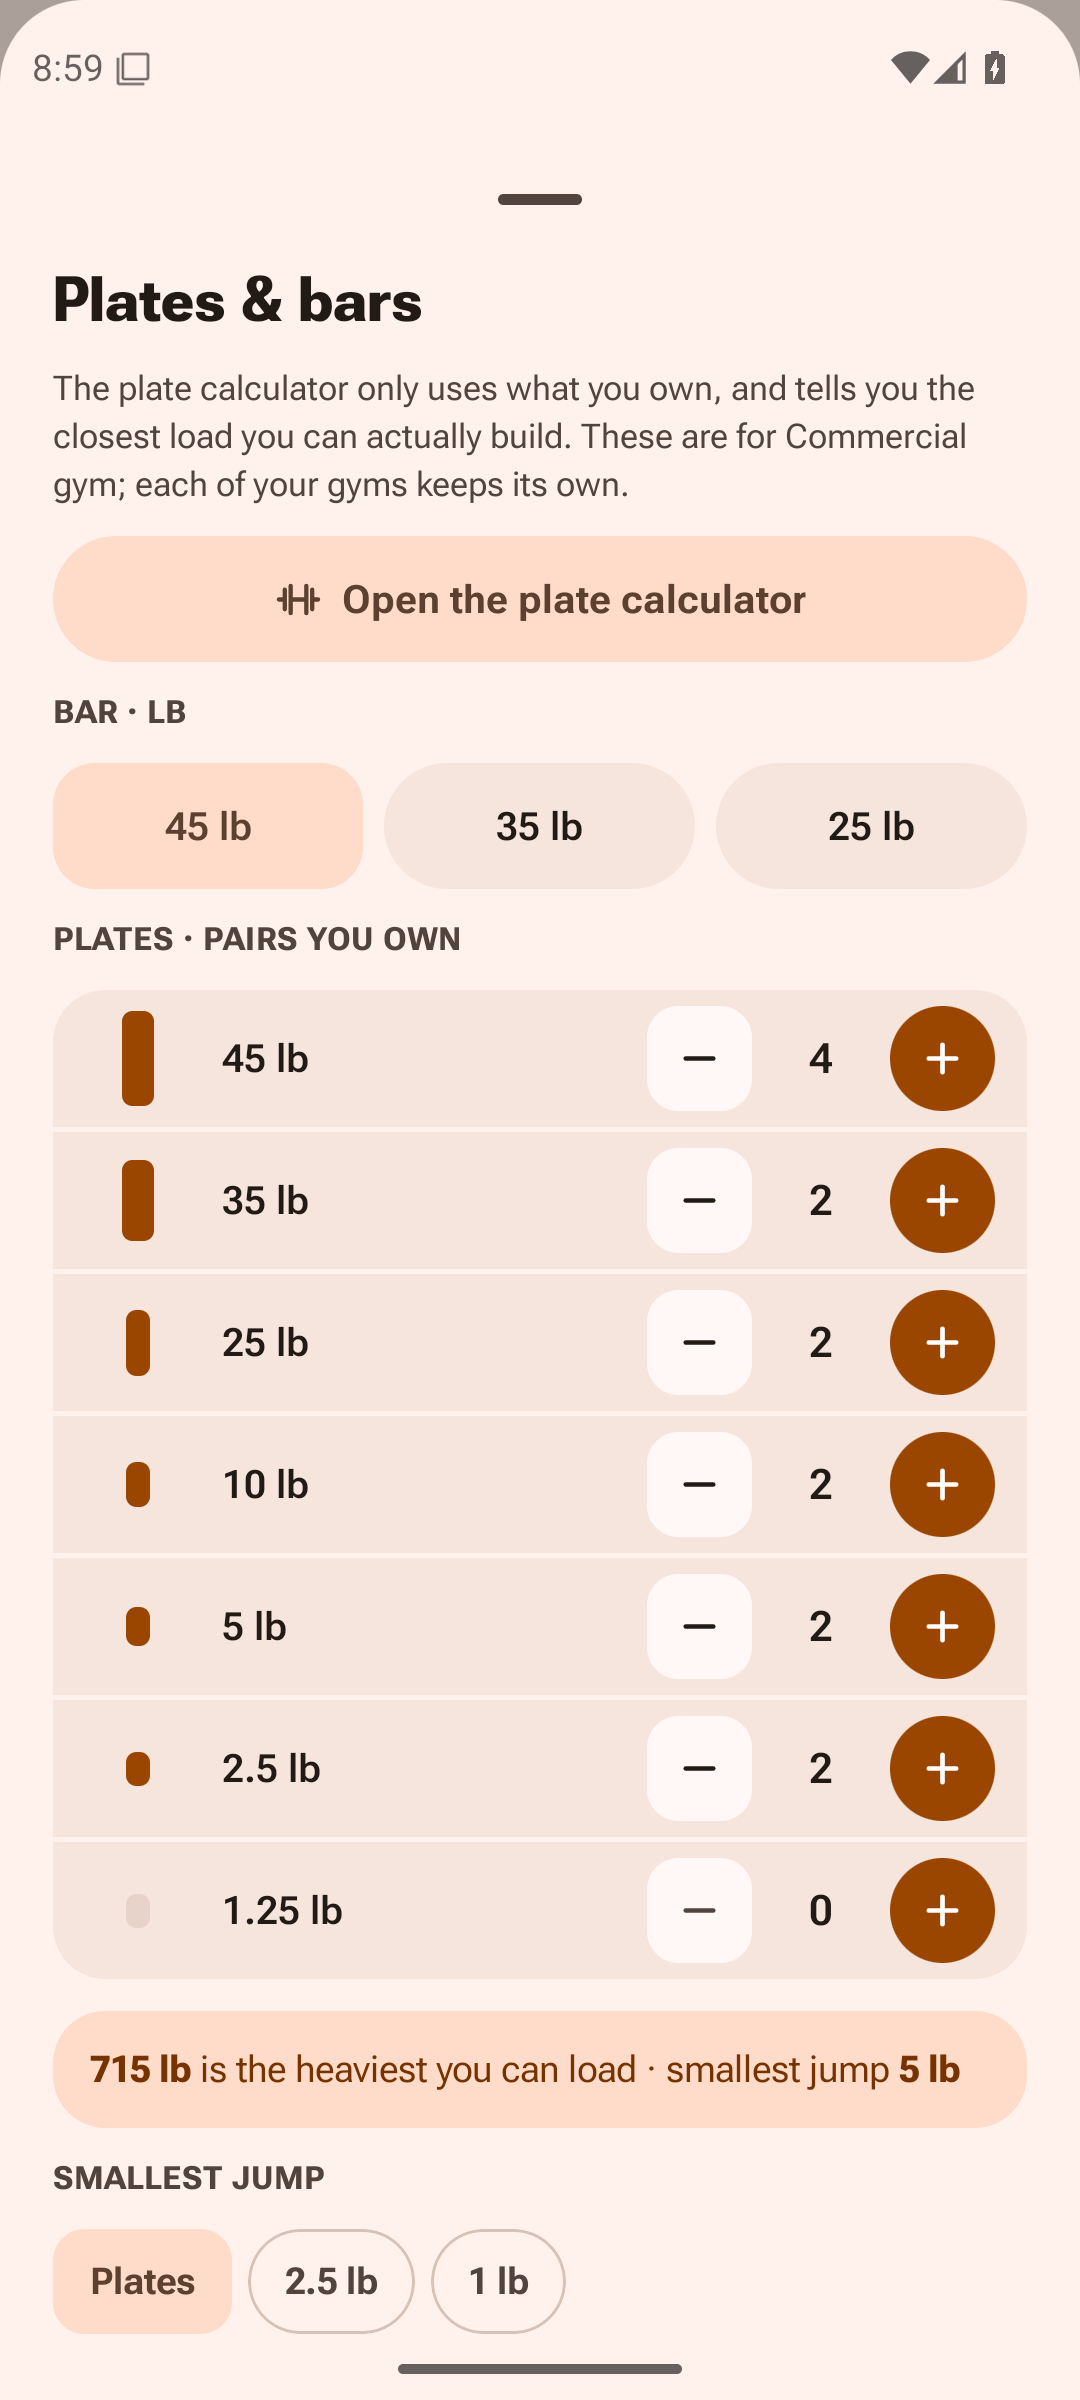 8:59
Plates & bars
The plate calculator only uses what you own, and tells you the
closest load you can actually build. These are for Commercial
gym; each of your gyms keeps its own.
Open the plate calculator
BAR · LB
45 lb 35 lb 25 lb
PLATES · PAIRS YOU OWN
45 lb − 4 +
35 lb − 2 +
25 lb − 2 +
10 lb − 2 +
5 lb − 2 +
2.5 lb − 2 +
1.25 lb − 0 +
715 lb is the heaviest you can load · smallest jump 5 lb
SMALLEST JUMP
Plates 2.5 lb 1 lb